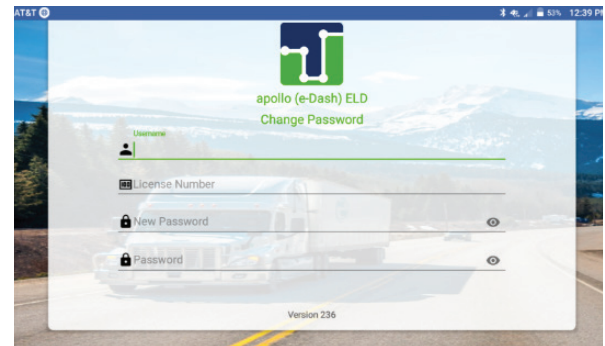 AT&T 53% 12:39 PM
apollo (e-Dash) ELD
Change Password
Username
License Number
New Password
Password
Version 236